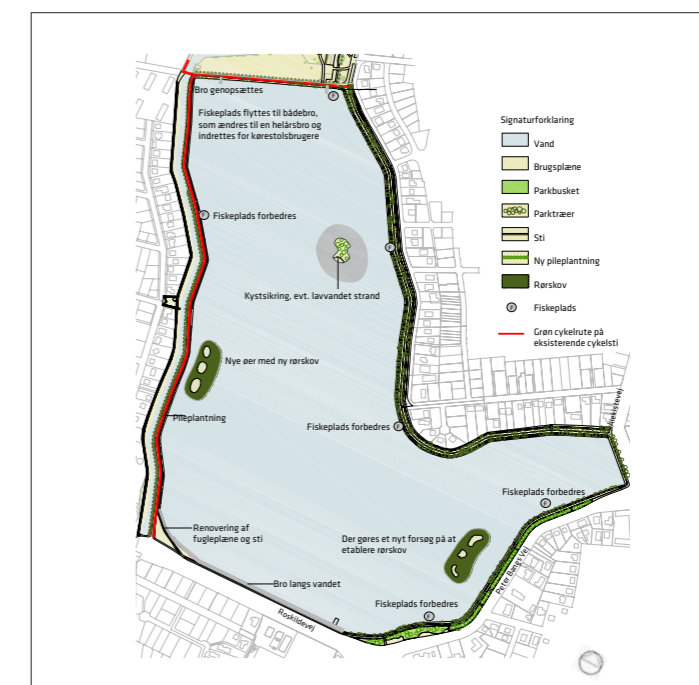 Bro genopsættes
F
Fiskeplads flyttes til bådebro,
som ændres til en helårsbro og
indrettes for kørestolsbrugere
F Fiskeplads forbedres
F
Kystsikring, evt. lavvandet strand
Nye øer med ny rørskov
Pileplantning
Fiskeplads forbedres F
Fiskeplads forbedres
F
Renovering af
fugleplæne og sti
Der gøres et nyt forsøg på at
etablere rørskov
Bro langs vandet
Fiskeplads forbedres
F
Roskildevej
Peter Bangs Vej
Ålekistevej
Signaturforklaring
Vand
Brugsplæne
Parkbusket
Parktræer
Sti
Ny pileplantning
Rørskov
F Fiskeplads
Grøn cykelrute på
eksisterende cykelsti